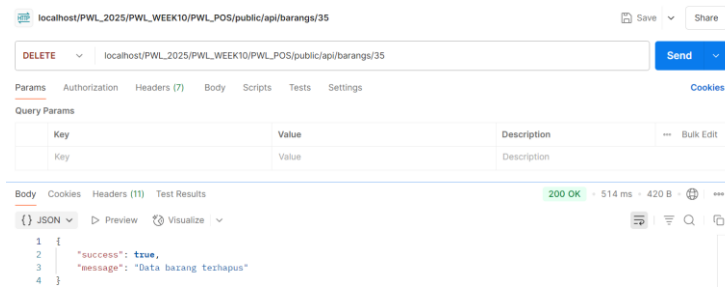 HTTP localhost/PWL_2025/PWL_WEEK10/PWL_POS/public/api/barangs/35 Save Share
DELETE localhost/PWL_2025/PWL_WEEK10/PWL_POS/public/api/barangs/35 Send
Params Authorization Headers (7) Body Scripts Tests Settings Cookies
Query Params
Key Value Description ••• Bulk Edit
Key Value Description
Body Cookies Headers (11) Test Results 200 OK • 514 ms • 420 B • •••
{} JSON Preview Visualize
1 {
2 "success": true,
3 "message": "Data barang terhapus"
4 }